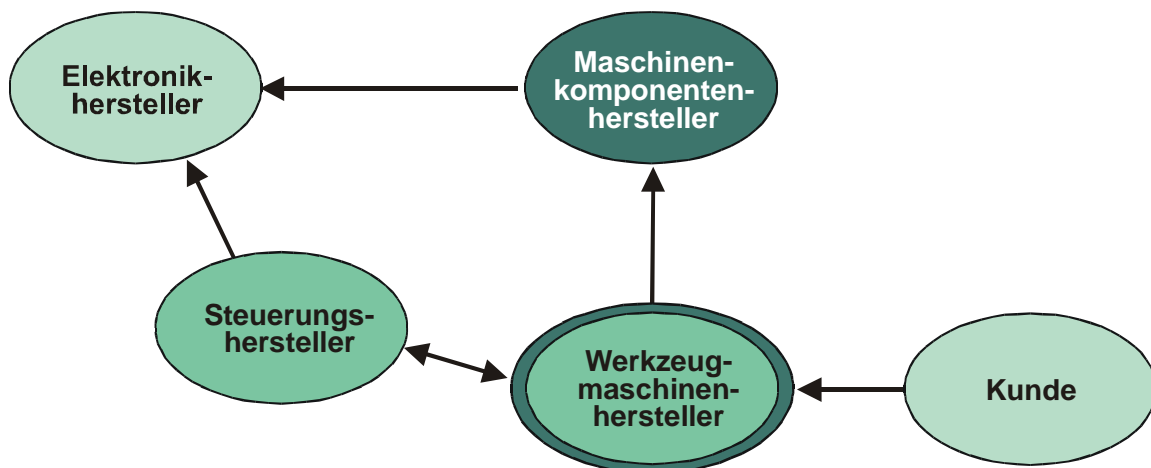 Elektronik-
hersteller
Maschinen-
komponenten-
hersteller
Steuerungs-
hersteller
Werkzeug-
maschinen-
hersteller
Kunde